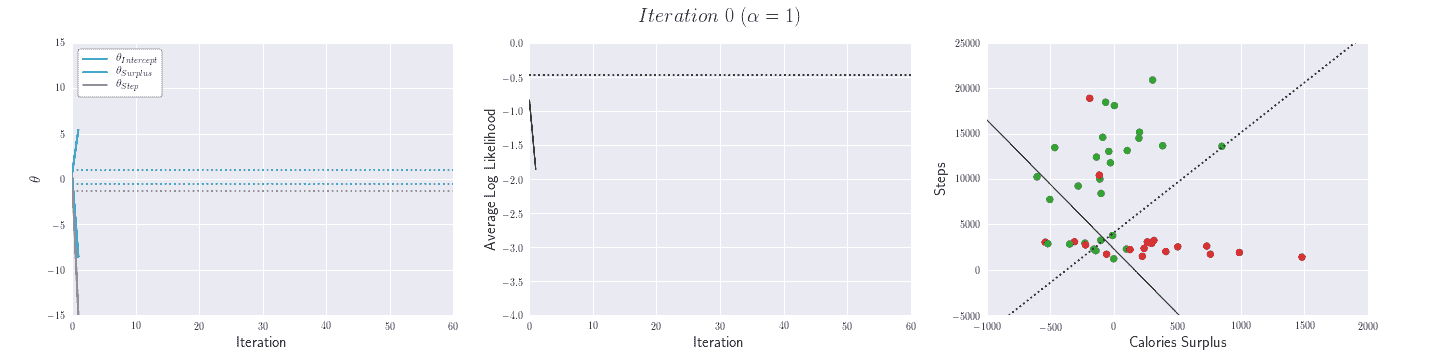 Iteration 0 (α = 1)
15
10
5
0
−5
−10
−15
θ
θ_Intercept
θ_Surplus
θ_Step
0 10 20 30 40 50 60
Iteration
0.0
−0.5
−1.0
−1.5
−2.0
−2.5
−3.0
−3.5
−4.0
Average Log Likelihood
0 10 20 30 40 50 60
Iteration
25000
20000
15000
10000
5000
0
−5000
Steps
−1000 −500 0 500 1000 1500 2000
Calories Surplus